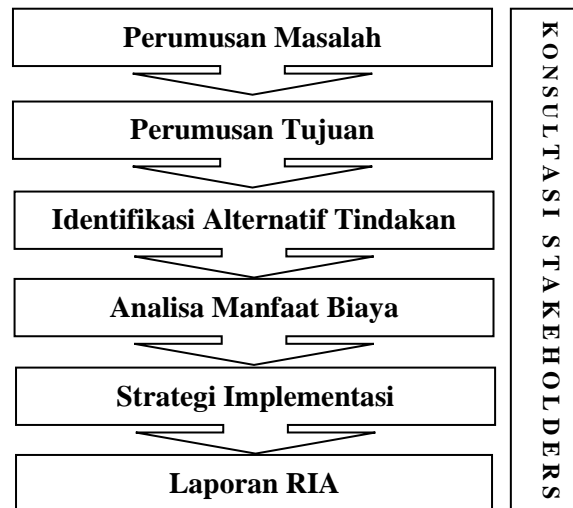 Perumusan Masalah
Perumusan Tujuan
Identifikasi Alternatif Tindakan
Analisa Manfaat Biaya
Strategi Implementasi
Laporan RIA
KONSULTASI STAKEHOLDERS